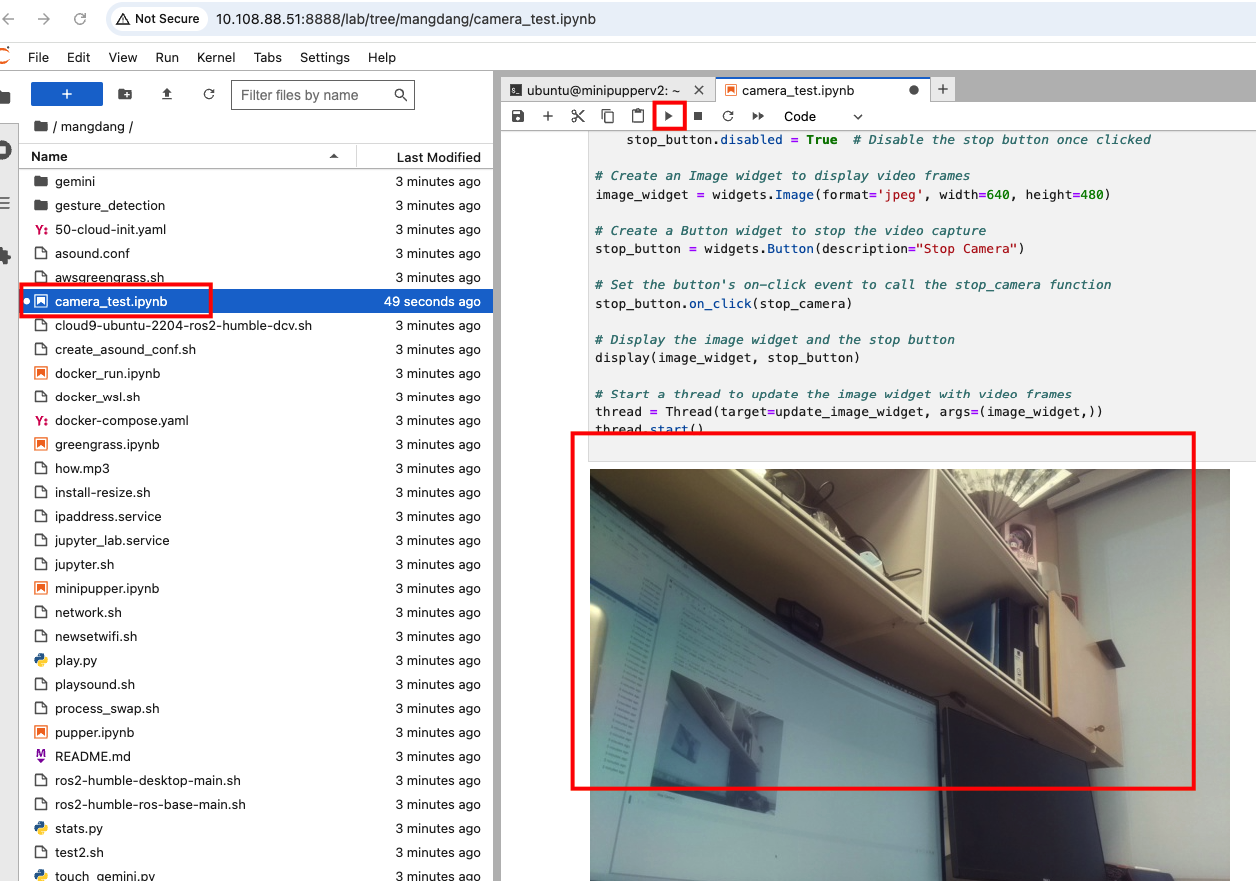 Not Secure 10.108.88.51:8888/lab/tree/mangdang/camera_test.ipynb
File Edit View Run Kernel Tabs Settings Help
+
Filter files by name
/ mangdang /
Name Last Modified
gemini 3 minutes ago
gesture_detection 3 minutes ago
Y: 50-cloud-init.yaml 3 minutes ago
asound.conf 3 minutes ago
awsgreengrass.sh 3 minutes ago
camera_test.ipynb 49 seconds ago
cloud9-ubuntu-2204-ros2-humble-dcv.sh 3 minutes ago
create_asound_conf.sh 3 minutes ago
docker_run.ipynb 3 minutes ago
docker_wsl.sh 3 minutes ago
Y: docker-compose.yaml 3 minutes ago
greengrass.ipynb 3 minutes ago
how.mp3 3 minutes ago
install-resize.sh 3 minutes ago
ipaddress.service 3 minutes ago
jupyter_lab.service 3 minutes ago
jupyter.sh 3 minutes ago
minipupper.ipynb 3 minutes ago
network.sh 3 minutes ago
newsetwifi.sh 3 minutes ago
play.py 3 minutes ago
playsound.sh 3 minutes ago
process_swap.sh 3 minutes ago
pupper.ipynb 3 minutes ago
M README.md 3 minutes ago
ros2-humble-desktop-main.sh 3 minutes ago
ros2-humble-ros-base-main.sh 3 minutes ago
stats.py 3 minutes ago
test2.sh 3 minutes ago
touch_gemini.py 3 minutes ago
ubuntu@minipupperv2: ~
camera_test.ipynb
Code
stop_button.disabled = True # Disable the stop button once clicked
# Create an Image widget to display video frames
image_widget = widgets.Image(format='jpeg', width=640, height=480)
# Create a Button widget to stop the video capture
stop_button = widgets.Button(description="Stop Camera")
# Set the button's on-click event to call the stop_camera function
stop_button.on_click(stop_camera)
# Display the image widget and the stop button
display(image_widget, stop_button)
# Start a thread to update the image widget with video frames
thread = Thread(target=update_image_widget, args=(image_widget,))
thread.start()